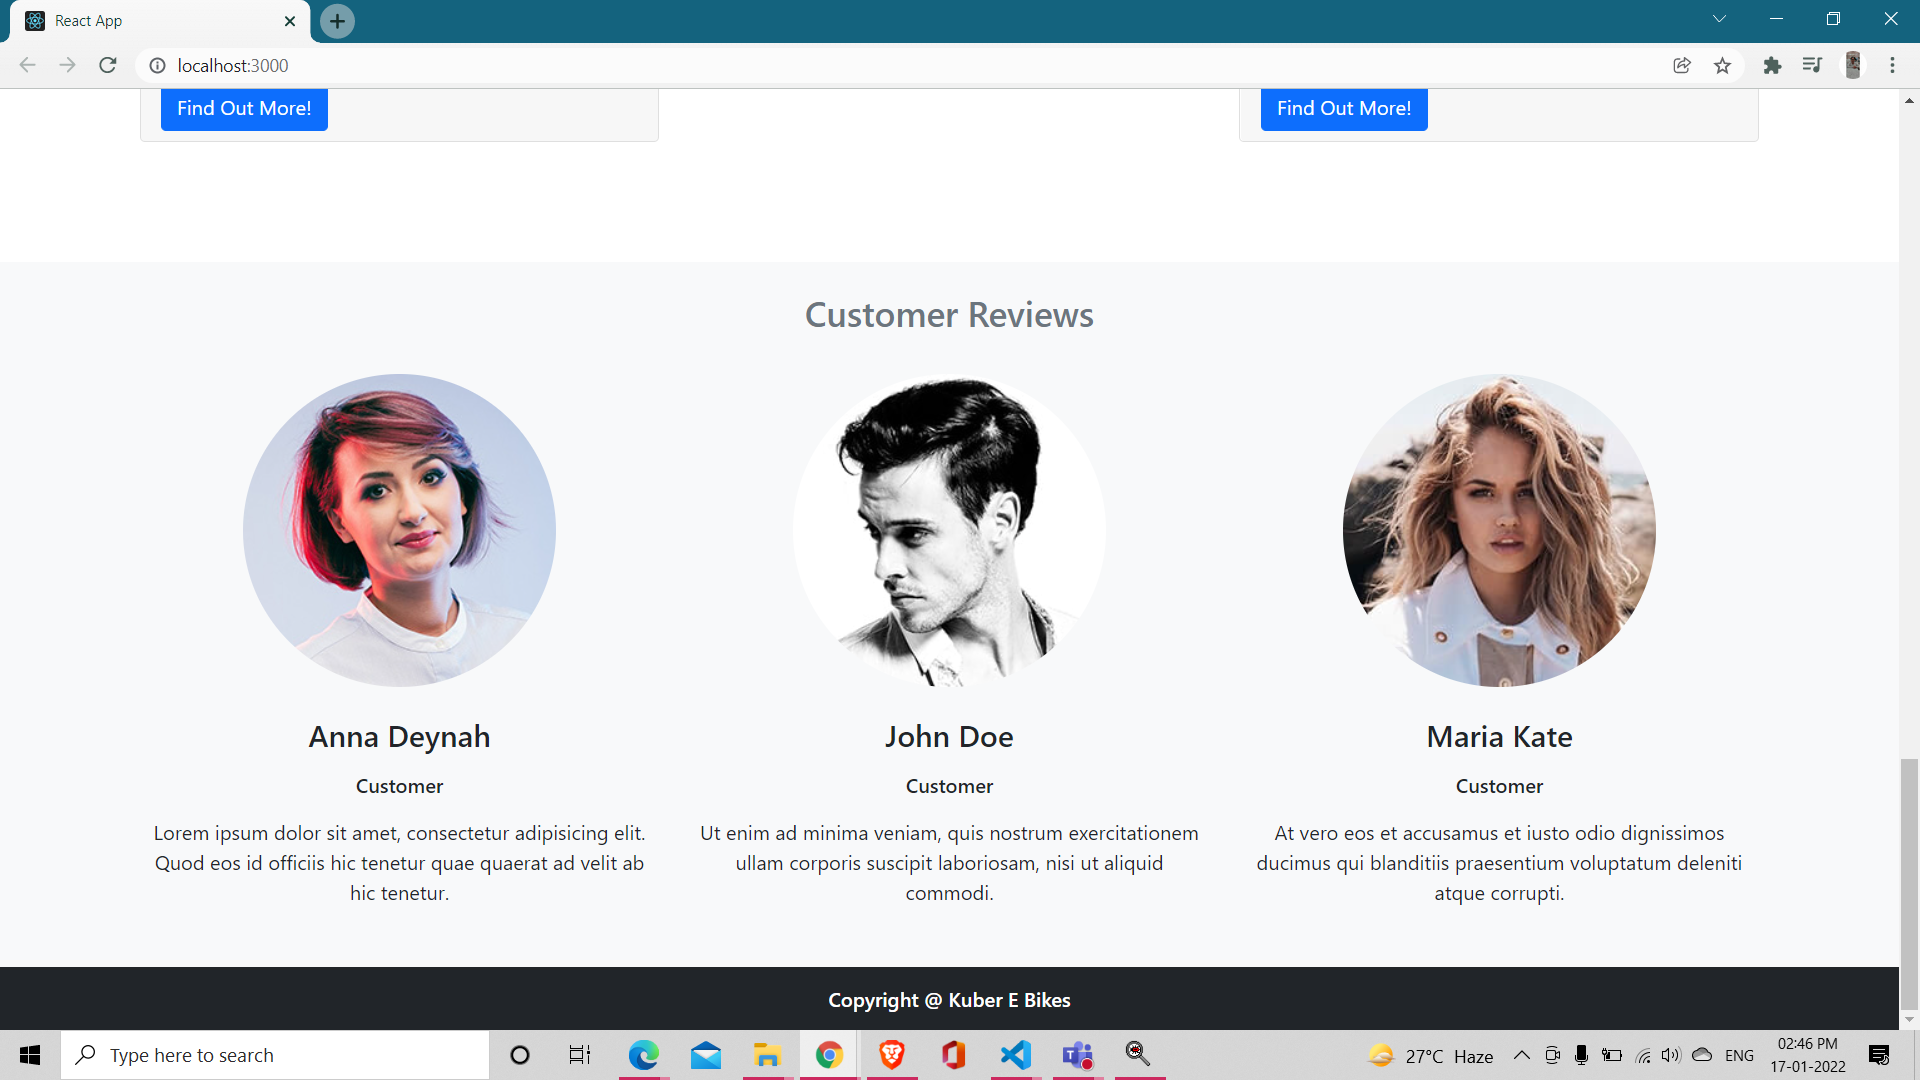 React App
localhost:3000
Find Out More!
Find Out More!
Customer Reviews
Anna Deynah
Customer
Lorem ipsum dolor sit amet, consectetur adipisicing elit.
Quod eos id officiis hic tenetur quae quaerat ad velit ab
hic tenetur.
John Doe
Customer
Ut enim ad minima veniam, quis nostrum exercitationem
ullam corporis suscipit laboriosam, nisi ut aliquid
commodi.
Maria Kate
Customer
At vero eos et accusamus et iusto odio dignissimos
ducimus qui blanditiis praesentium voluptatum deleniti
atque corrupti.
Copyright @ Kuber E Bikes
Type here to search
27°C Haze
ENG
02:46 PM
17-01-2022